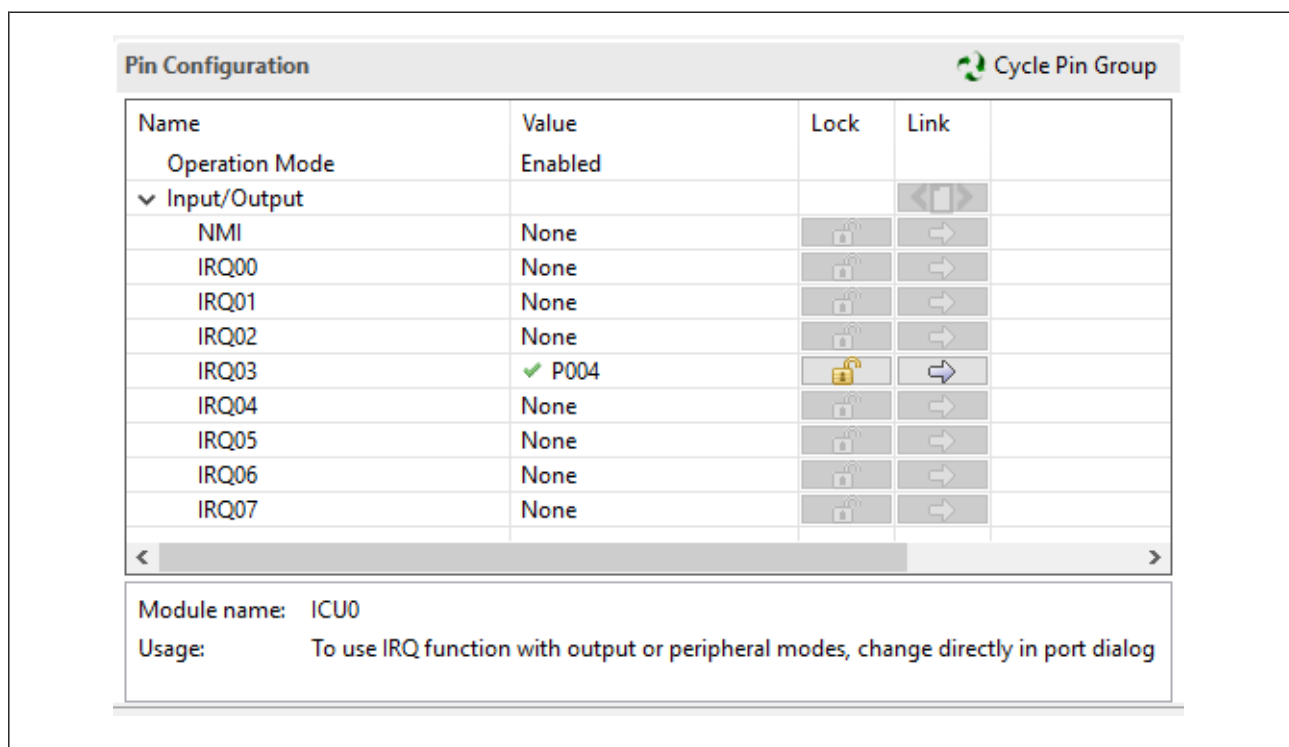 Pin Configuration Cycle Pin Group
Name Value Lock Link
Operation Mode Enabled
Input/Output
NMI None
IRQ00 None
IRQ01 None
IRQ02 None
IRQ03 P004
IRQ04 None
IRQ05 None
IRQ06 None
IRQ07 None
Module name: ICU0
Usage: To use IRQ function with output or peripheral modes, change directly in port dialog